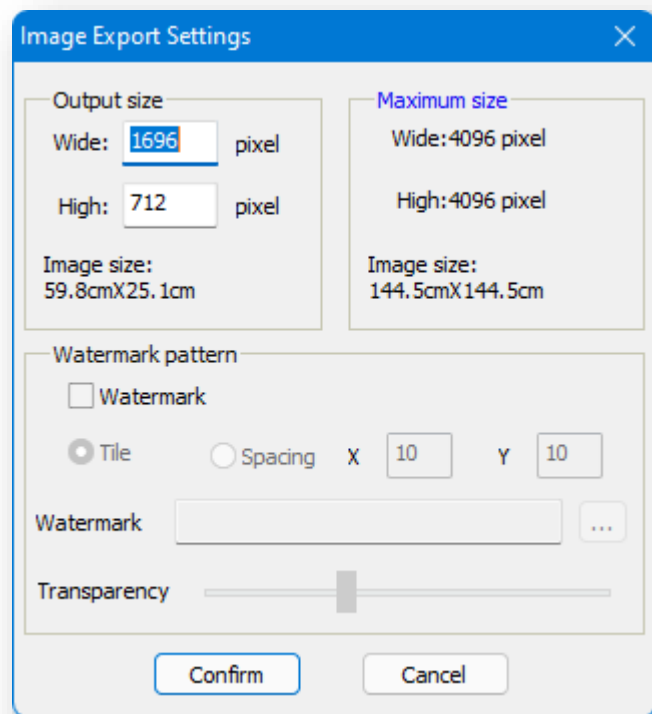 Image Export Settings
Output size
Wide: 1696 pixel
High: 712 pixel
Image size:
59.8cmX25.1cm
Maximum size
Wide:4096 pixel
High:4096 pixel
Image size:
144.5cmX144.5cm
Watermark pattern
Watermark
Tile Spacing X 10 Y 10
Watermark ...
Transparency
Confirm Cancel